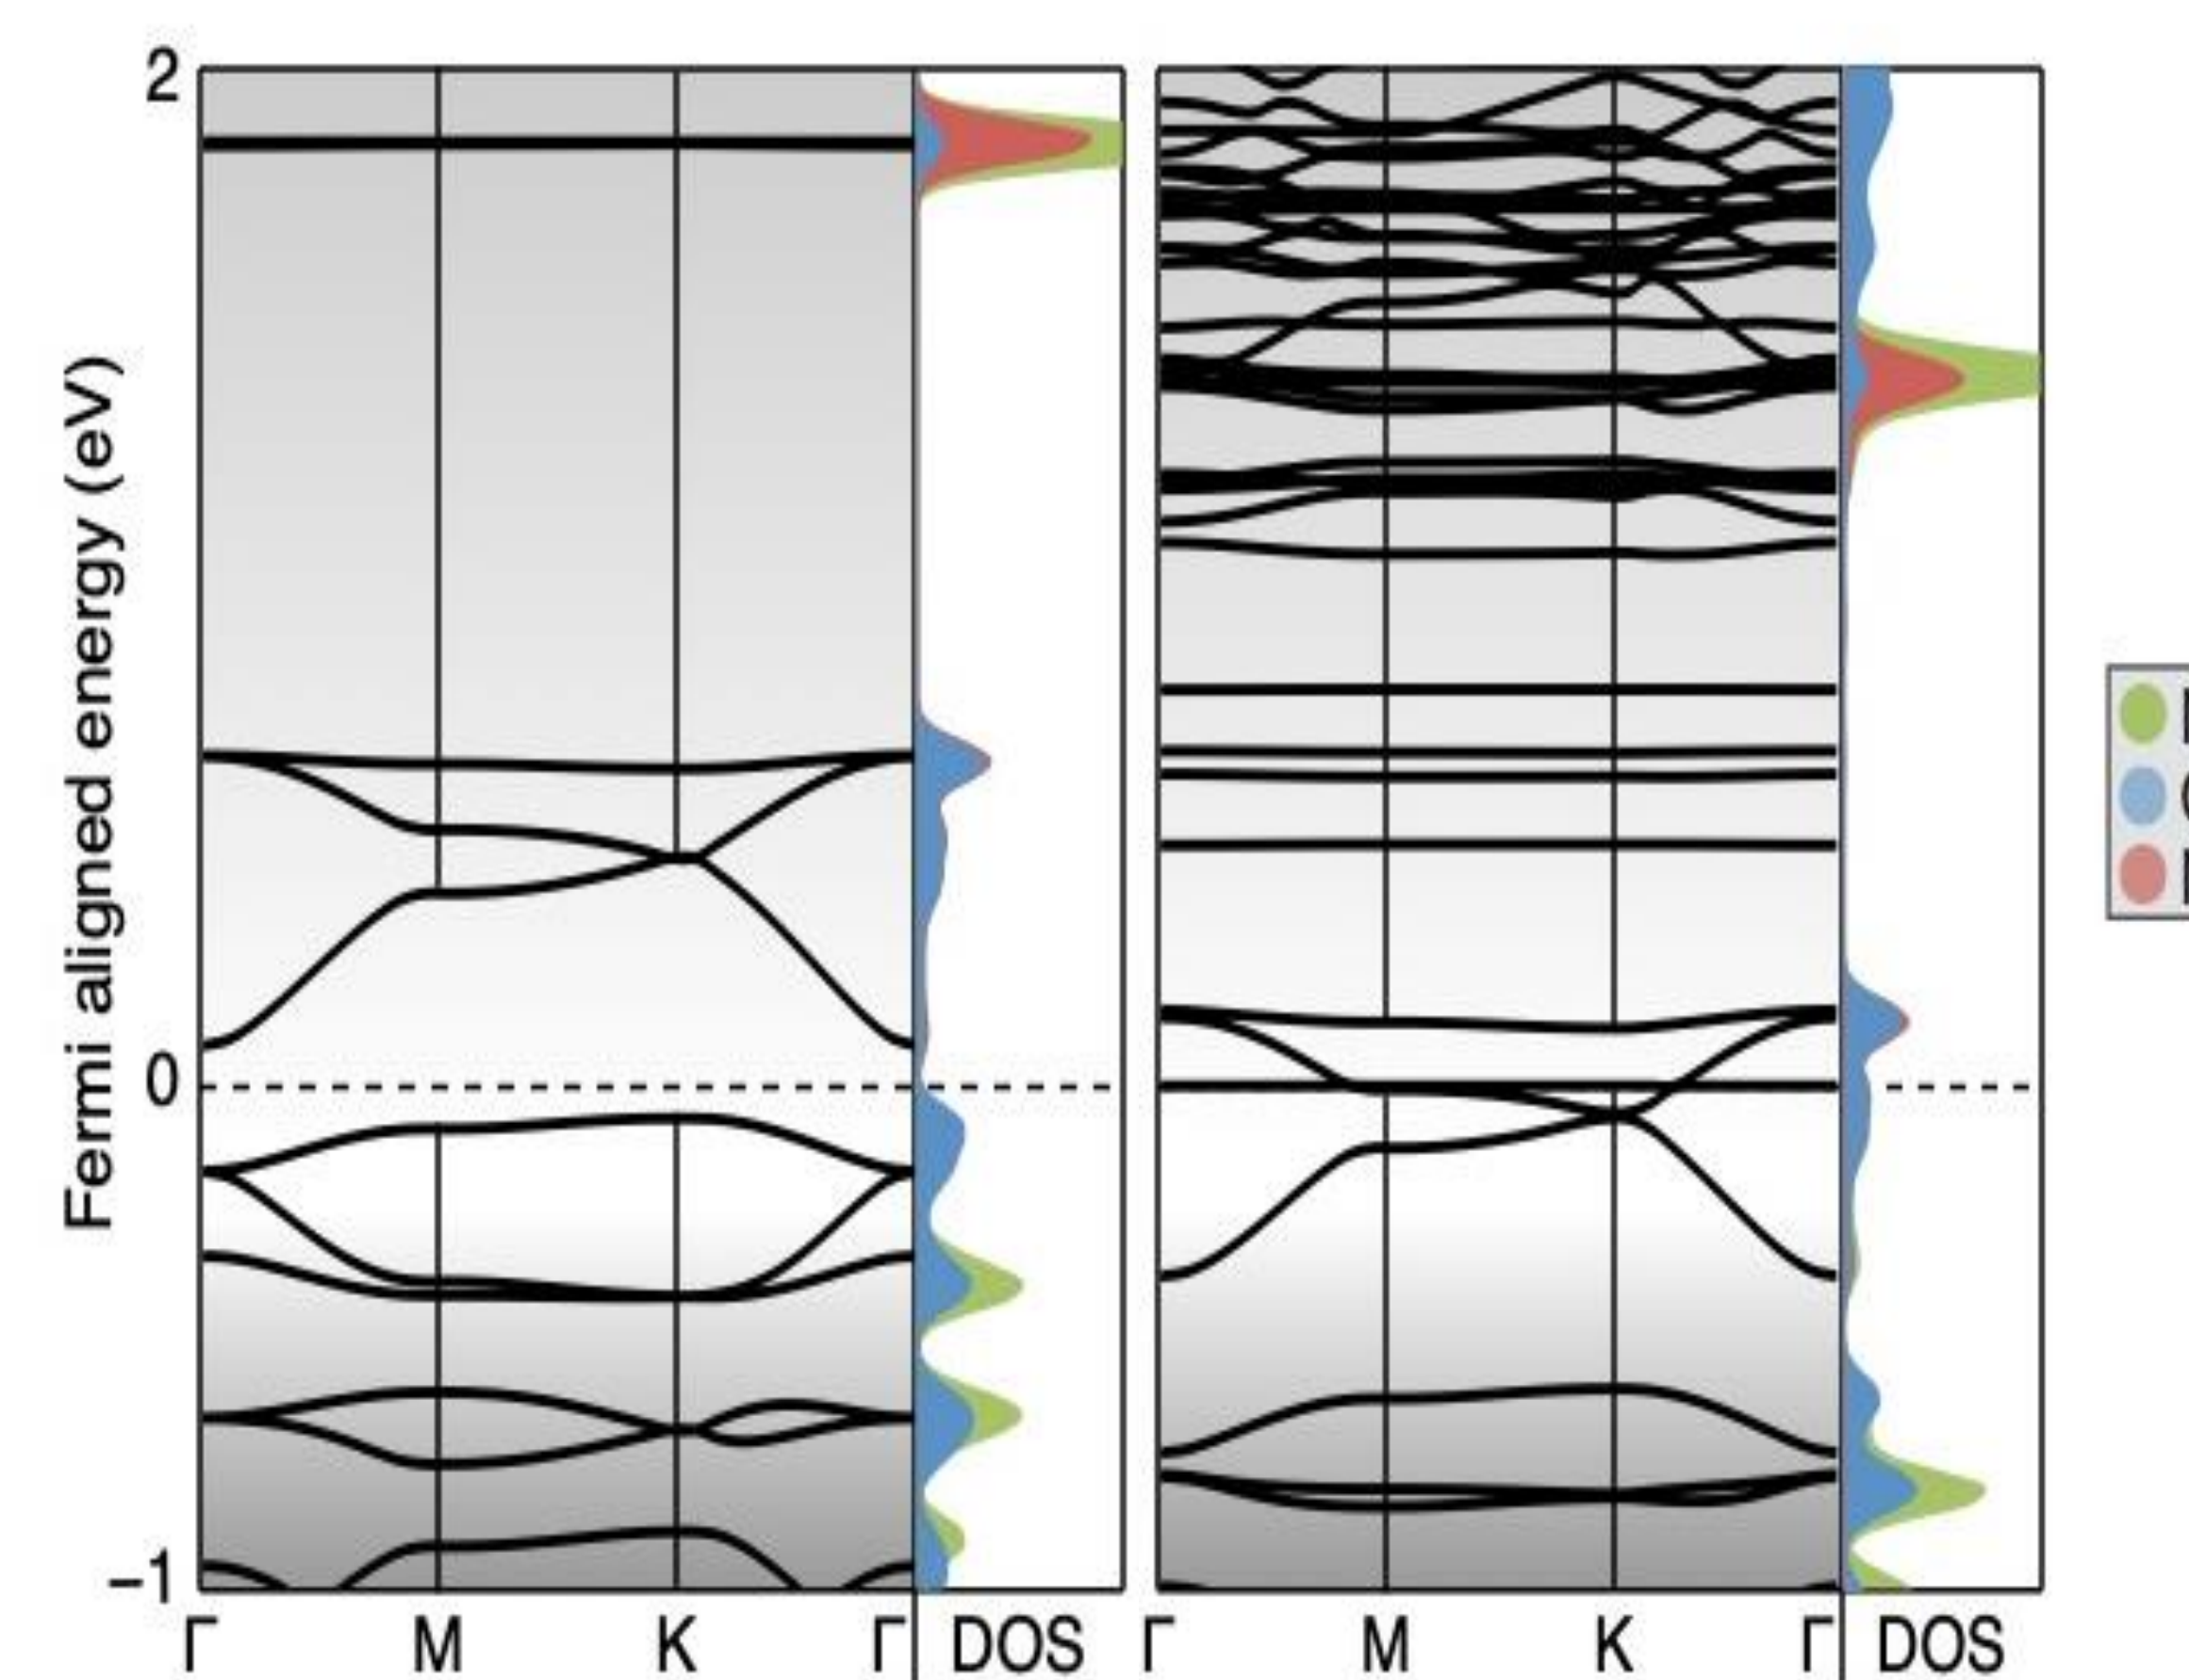 2
Fermi aligned energy (eV)
0
−1
Γ M K Γ DOS Γ M K Γ DOS